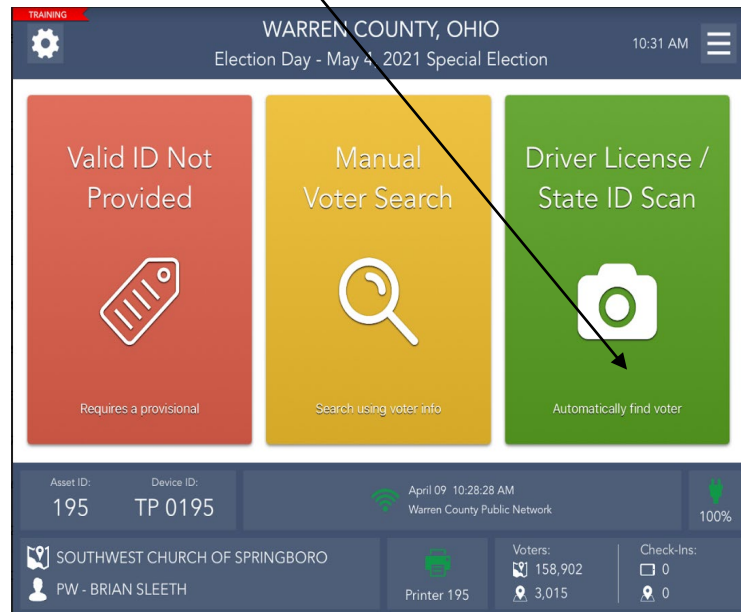 TRAINING
WARREN COUNTY, OHIO
Election Day - May 4, 2021 Special Election
10:31 AM
Valid ID Not
Provided
Requires a provisional
Manual
Voter Search
Search using voter info
Driver License /
State ID Scan
Automatically find voter
Asset ID:
195
Device ID:
TP 0195
April 09 10:28:28 AM
Warren County Public Network
100%
SOUTHWEST CHURCH OF SPRINGBORO
PW - BRIAN SLEETH
Printer 195
Voters:
158,902
3,015
Check-Ins:
0
0